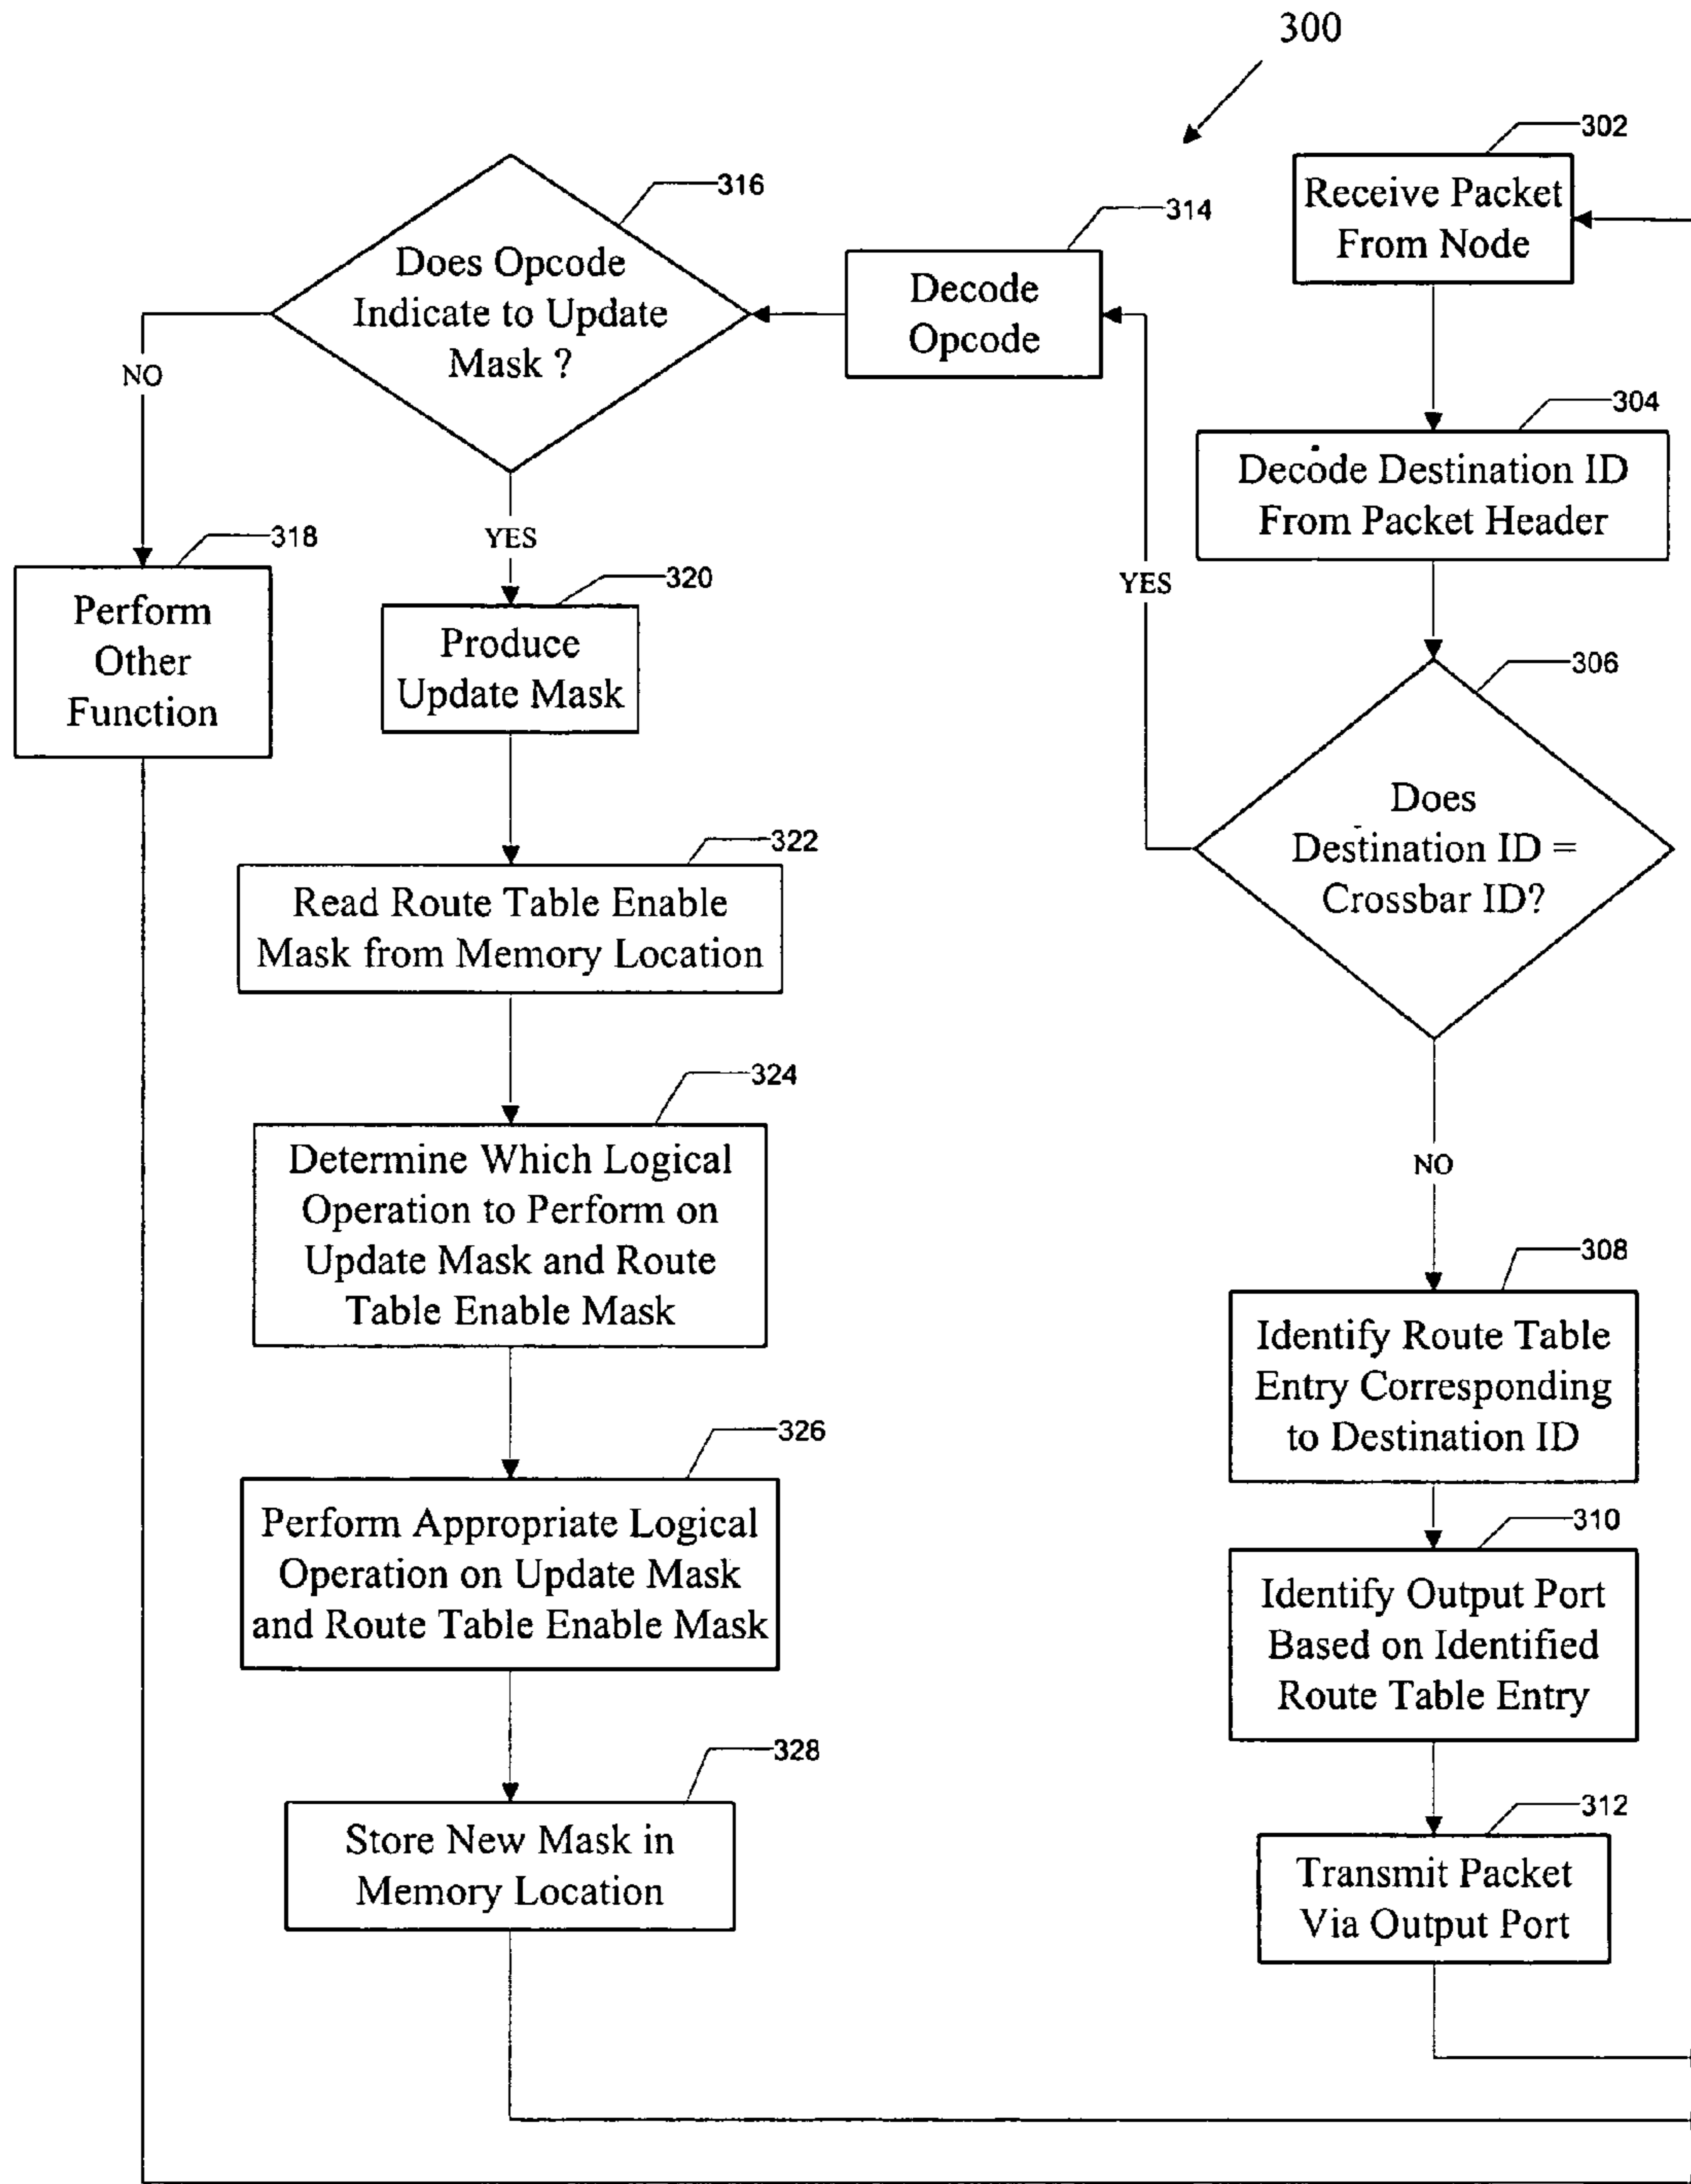 300
302
Receive Packet
From Node
304
Decode Destination ID
From Packet Header
306
Does
Destination ID =
Crossbar ID?
YES
NO
308
Identify Route Table
Entry Corresponding
to Destination ID
310
Identify Output Port
Based on Identified
Route Table Entry
312
Transmit Packet
Via Output Port
314
Decode
Opcode
316
Does Opcode
Indicate to Update
Mask ?
NO
YES
318
Perform
Other
Function
320
Produce
Update Mask
322
Read Route Table Enable
Mask from Memory Location
324
Determine Which Logical
Operation to Perform on
Update Mask and Route
Table Enable Mask
326
Perform Appropriate Logical
Operation on Update Mask
and Route Table Enable Mask
328
Store New Mask in
Memory Location